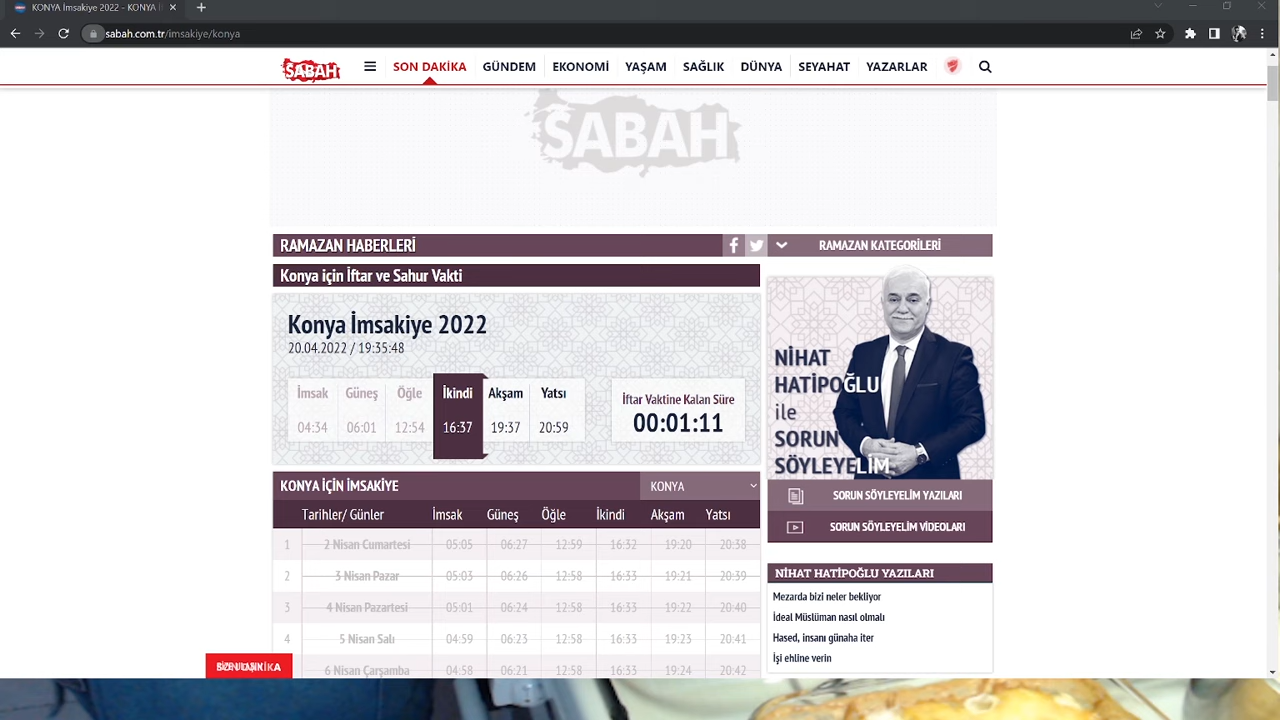 KONYA İmsakiye 2022 - KONYA İ
sabah.com.tr/imsakiye/konya
SABAH
SON DAKİKA
GÜNDEM
EKONOMİ
YAŞAM
SAĞLIK
DÜNYA
SEYAHAT
YAZARLAR
SABAH
RAMAZAN HABERLERİ
RAMAZAN KATEGORİLERİ
Konya için İftar ve Sahur Vakti
Konya İmsakiye 2022
20.04.2022 / 19:35:48
İmsak Güneş Öğle İkindi Akşam Yatsı
04:34 06:01 12:54 16:37 19:37 20:59
İftar Vaktine Kalan Süre
00:01:11
KONYA İÇİN İMSAKİYE KONYA
Tarihler/ Günler İmsak Güneş Öğle İkindi Akşam Yatsı
1 2 Nisan Cumartesi 05:05 06:27 12:59 16:32 19:20 20:38
2 3 Nisan Pazar 05:03 06:26 12:58 16:33 19:21 20:39
3 4 Nisan Pazartesi 05:01 06:24 12:58 16:33 19:22 20:40
4 5 Nisan Salı 04:59 06:23 12:58 16:33 19:23 20:41
6 Nisan Çarşamba 04:58 06:21 12:58 16:33 19:24 20:42
NİHAT
HATİPOĞLU
ile
SORUN
SÖYLEYELİM
SORUN SÖYLEYELİM YAZILARI
SORUN SÖYLEYELİM VİDEOLARI
NİHAT HATİPOĞLU YAZILARI
Mezarda bizi neler bekliyor
İdeal Müslüman nasıl olmalı
Hased, insanı günaha iter
İşi ehline verin